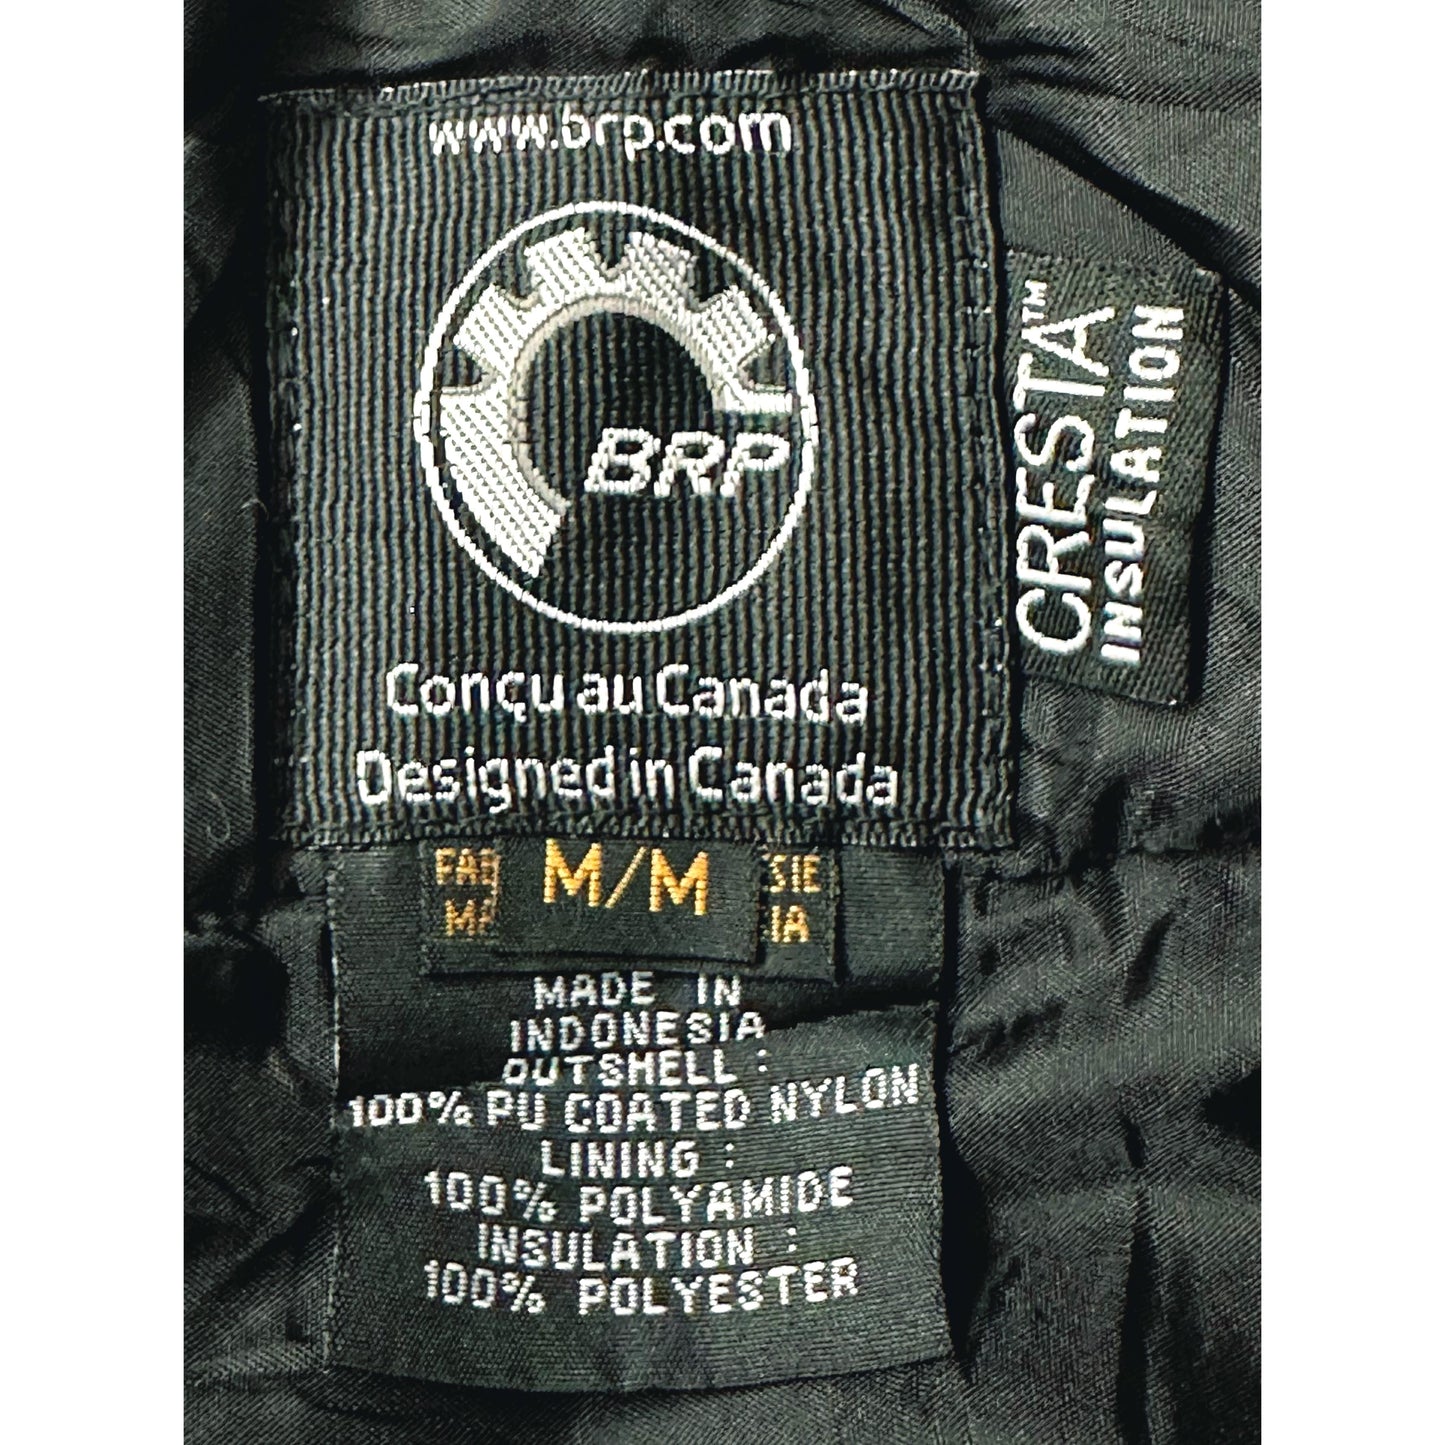 www.brp.com
BRP
Conçu au Canada
Designed in Canada
CRESTA™
INSULATION
M/M
MADE IN
INDONESIA
OUTSHELL :
100% PU COATED NYLON
LINING :
100% POLYAMIDE
INSULATION :
100% POLYESTER